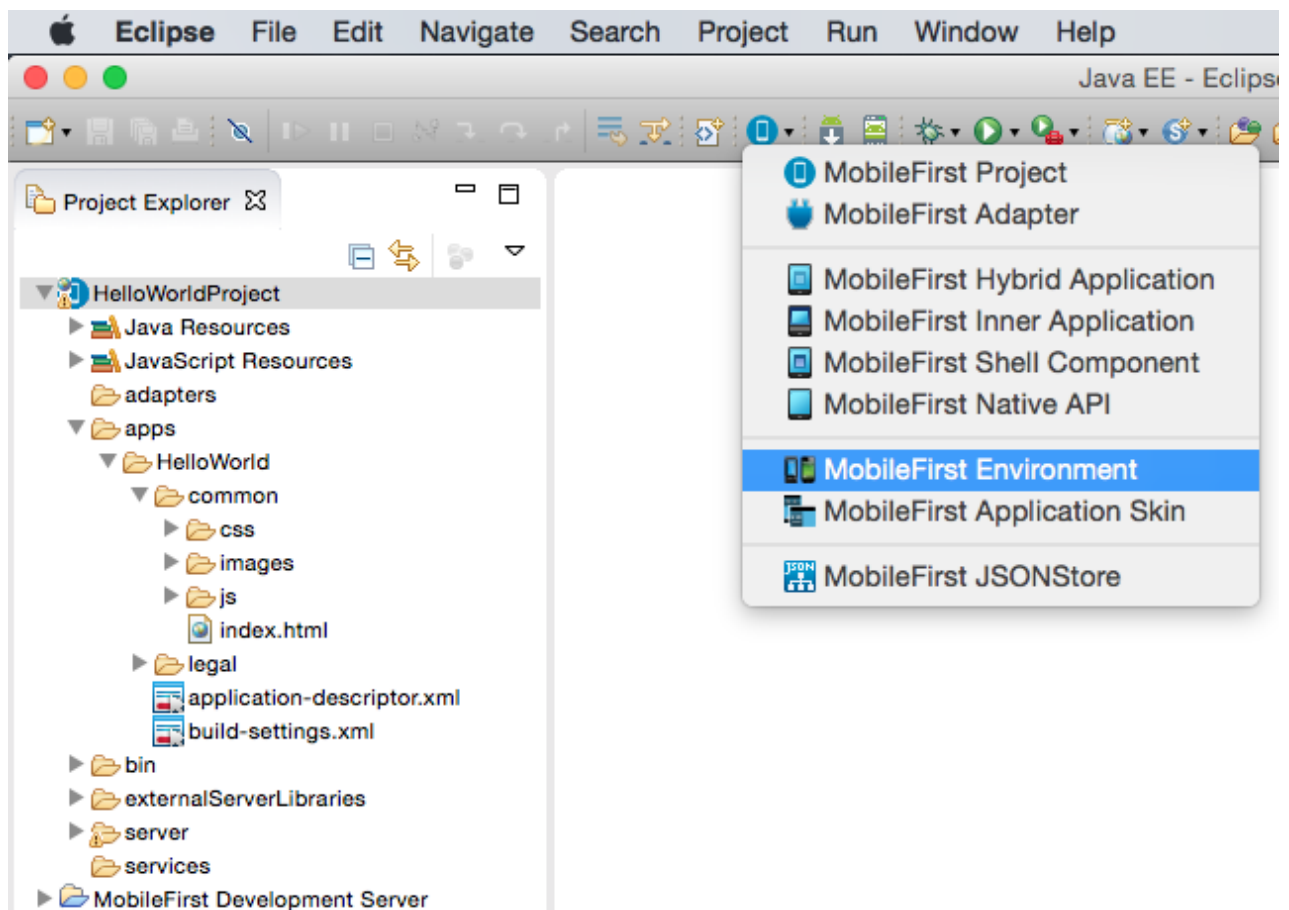 Eclipse File Edit Navigate Search Project Run Window Help
Java EE - Eclipse
Project Explorer
HelloWorldProject
Java Resources
JavaScript Resources
adapters
apps
HelloWorld
common
css
images
js
index.html
legal
application-descriptor.xml
build-settings.xml
bin
externalServerLibraries
server
services
MobileFirst Development Server
MobileFirst Project
MobileFirst Adapter
MobileFirst Hybrid Application
MobileFirst Inner Application
MobileFirst Shell Component
MobileFirst Native API
MobileFirst Environment
MobileFirst Application Skin
JSON
MobileFirst JSONStore